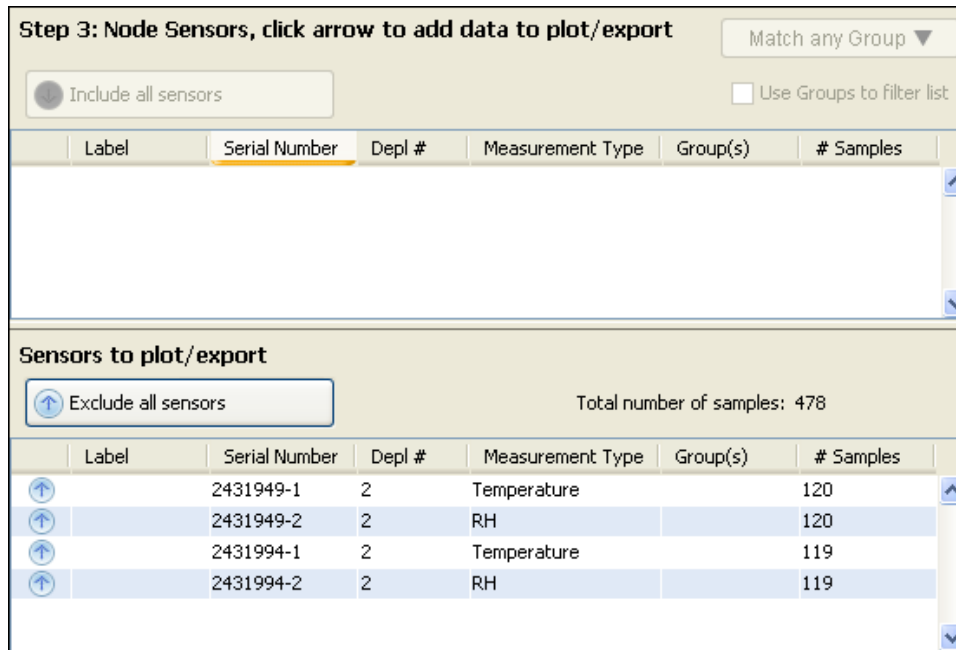 Step 3: Node Sensors, click arrow to add data to plot/export
Match any Group ▼
Include all sensors
Use Groups to filter list
Label Serial Number Depl # Measurement Type Group(s) # Samples
Sensors to plot/export
Exclude all sensors
Total number of samples: 478
Label Serial Number Depl # Measurement Type Group(s) # Samples
2431949-1 2 Temperature 120
2431949-2 2 RH 120
2431994-1 2 Temperature 119
2431994-2 2 RH 119